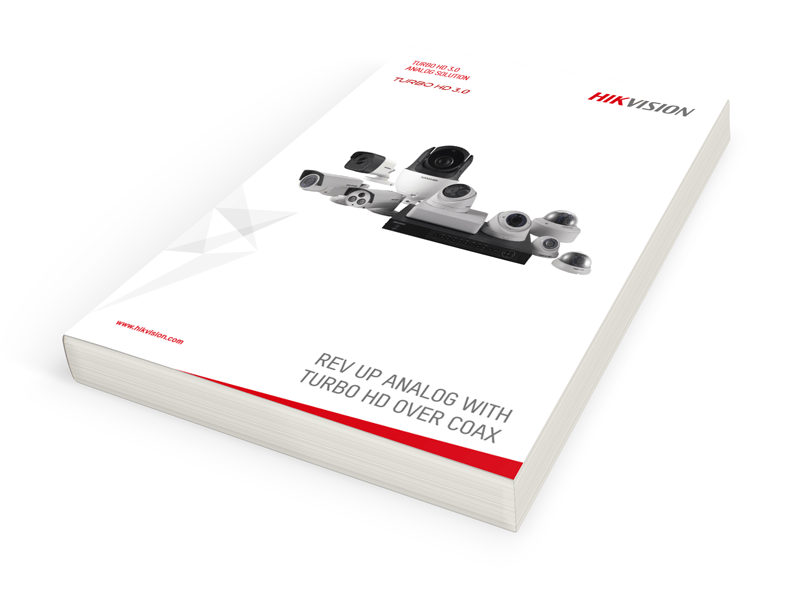 TURBO HD 3.0
ANALOG SOLUTION
TURBO HD 3.0
HIKVISION
www.hikvision.com
REV UP ANALOG WITH
TURBO HD OVER COAX